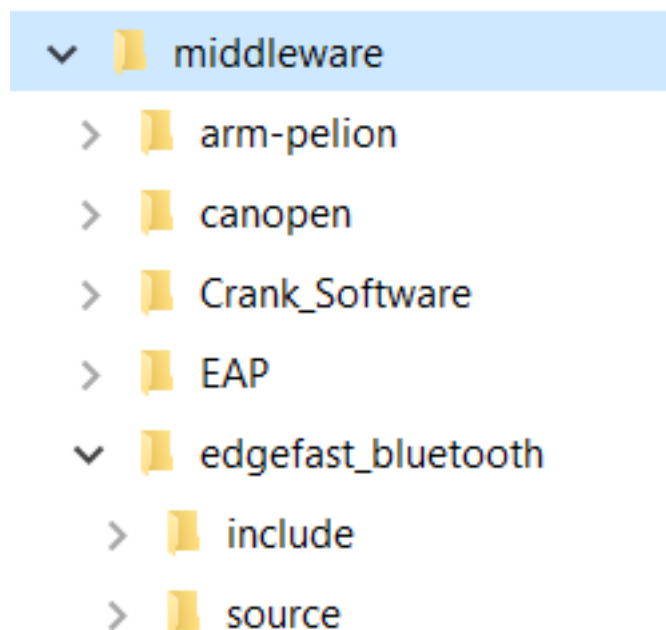 middleware
arm-pelion
canopen
Crank_Software
EAP
edgefast_bluetooth
include
source